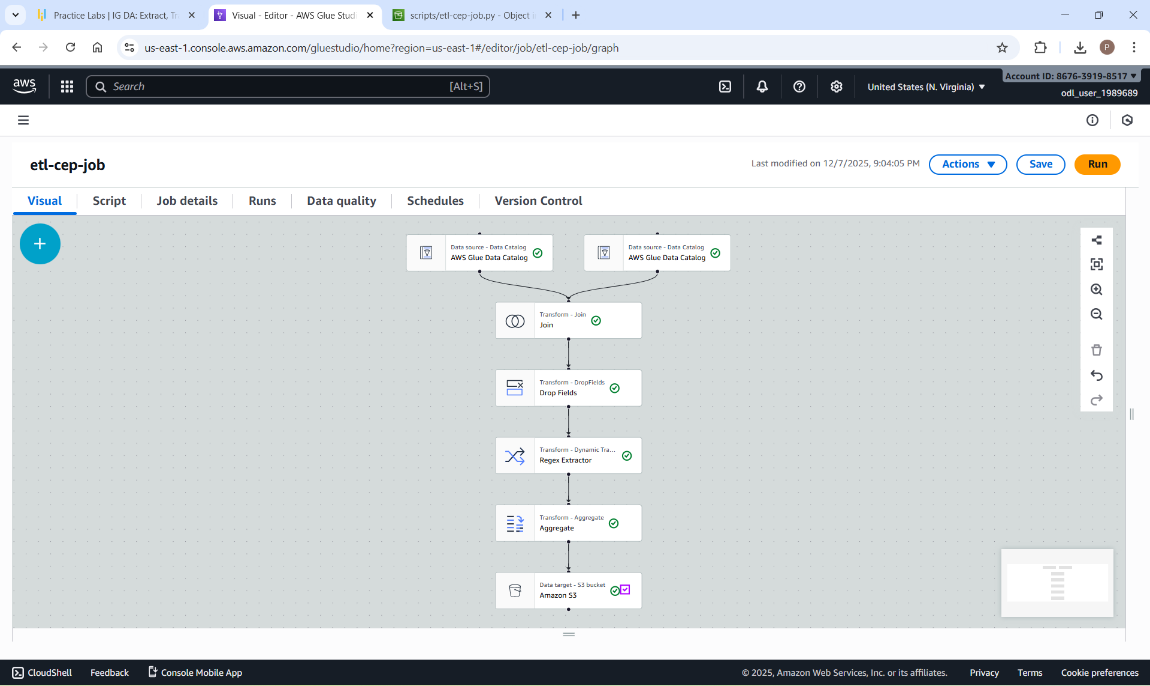 Practice Labs | IG DA: Extract, Tr
Visual - Editor - AWS Glue Studi
scripts/etl-cep-job.py - Object in
us-east-1.console.aws.amazon.com/gluestudio/home?region=us-east-1#/editor/job/etl-cep-job/graph
P
aws
Search
[Alt+S]
United States (N. Virginia)
Account ID: 8676-3919-8517
odl_user_1989689
etl-cep-job
Last modified on 12/7/2025, 9:04:05 PM
Actions
Save
Run
Visual
Script
Job details
Runs
Data quality
Schedules
Version Control
Data source - Data Catalog
AWS Glue Data Catalog
Data source - Data Catalog
AWS Glue Data Catalog
Transform - Join
Join
Transform - DropFields
Drop Fields
Transform - Dynamic Tra...
Regex Extractor
Transform - Aggregate
Aggregate
Data target - S3 bucket
Amazon S3
CloudShell
Feedback
Console Mobile App
© 2025, Amazon Web Services, Inc. or its affiliates.
Privacy
Terms
Cookie preferences